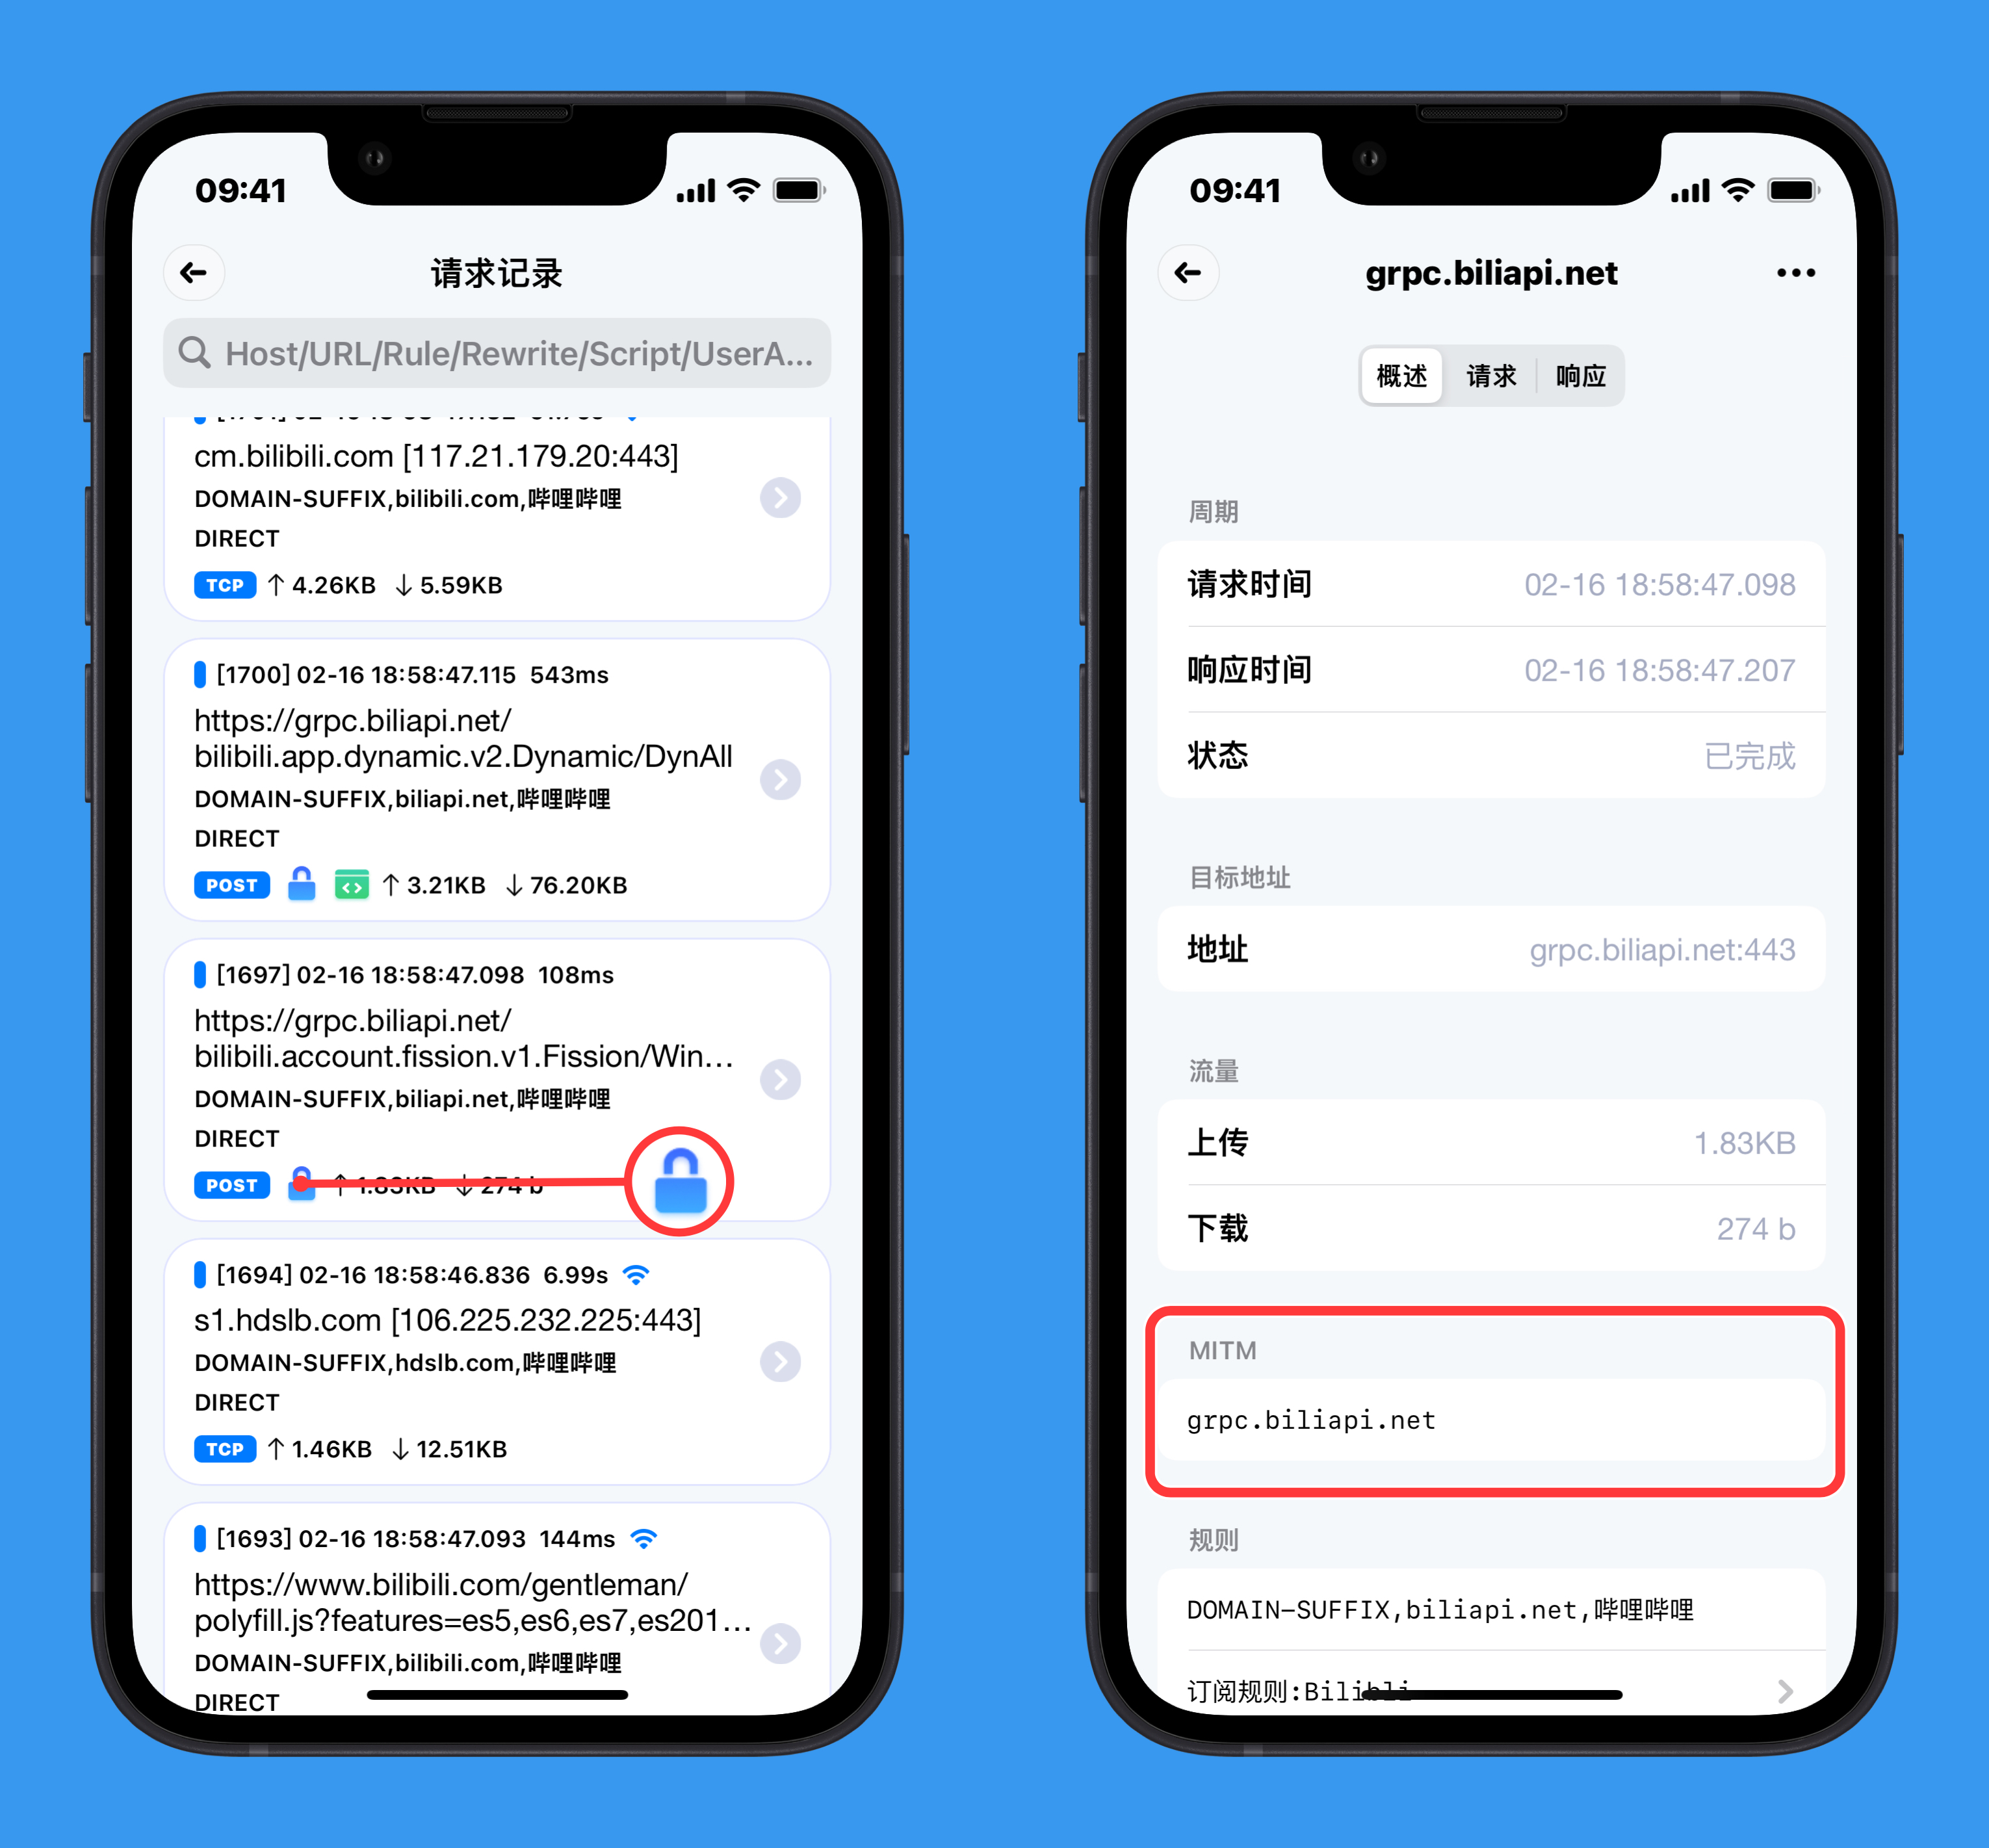 09:41
请求记录
Host/URL/Rule/Rewrite/Script/UserA...
cm.bilibili.com [117.21.179.20:443]
DOMAIN-SUFFIX,bilibili.com,哔哩哔哩
DIRECT
TCP ↑ 4.26KB ↓ 5.59KB
[1700] 02-16 18:58:47.115 543ms
https://grpc.biliapi.net/
bilibili.app.dynamic.v2.Dynamic/DynAll
DOMAIN-SUFFIX,biliapi.net,哔哩哔哩
DIRECT
POST ↑ 3.21KB ↓ 76.20KB
[1697] 02-16 18:58:47.098 108ms
https://grpc.biliapi.net/
bilibili.account.fission.v1.Fission/Win...
DOMAIN-SUFFIX,biliapi.net,哔哩哔哩
DIRECT
POST ↑ 1.83KB ↓ 274 b
[1694] 02-16 18:58:46.836 6.99s
s1.hdslb.com [106.225.232.225:443]
DOMAIN-SUFFIX,hdslb.com,哔哩哔哩
DIRECT
TCP ↑ 1.46KB ↓ 12.51KB
[1693] 02-16 18:58:47.093 144ms
https://www.bilibili.com/gentleman/
polyfill.js?features=es5,es6,es7,es201...
DOMAIN-SUFFIX,bilibili.com,哔哩哔哩
DIRECT
09:41
grpc.biliapi.net
概述 请求 响应
周期
请求时间 02-16 18:58:47.098
响应时间 02-16 18:58:47.207
状态 已完成
目标地址
地址 grpc.biliapi.net:443
流量
上传 1.83KB
下载 274 b
MITM
grpc.biliapi.net
规则
DOMAIN-SUFFIX,biliapi.net,哔哩哔哩
订阅规则:Bilibli